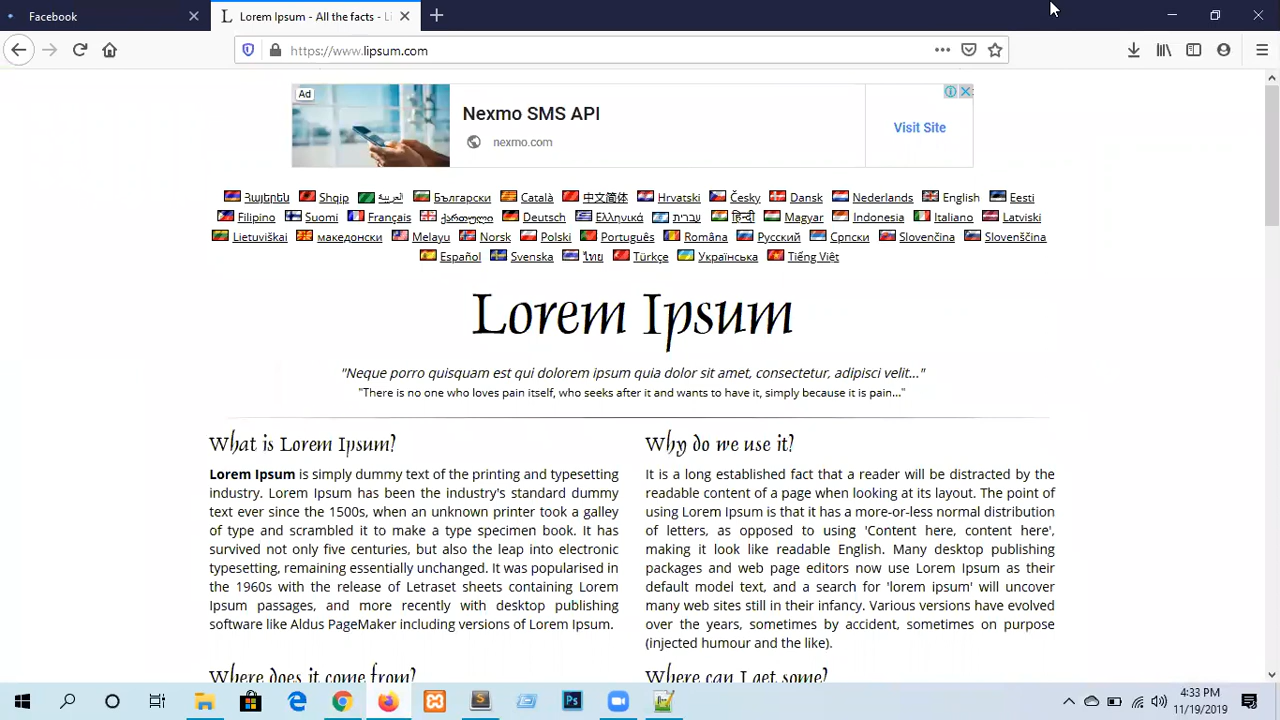 Facebook
Lorem Ipsum - All the facts - Li
https://www.lipsum.com
Ad
Nexmo SMS API
nexmo.com
Visit Site
Հայերեն Shqip العربية Български Català 中文简体 Hrvatski Česky Dansk Nederlands English Eesti
Filipino Suomi Français ქართული Deutsch Ελληνικά עברית हिन्दी Magyar Indonesia Italiano Latviski
Lietuviškai македонски Melayu Norsk Polski Português Româna Pyccкий Српски Slovenčina Slovenščina
Español Svenska ไทย Türkçe Українська Tiếng Việt
Lorem Ipsum
"Neque porro quisquam est qui dolorem ipsum quia dolor sit amet, consectetur, adipisci velit..."
"There is no one who loves pain itself, who seeks after it and wants to have it, simply because it is pain..."
What is Lorem Ipsum?
Lorem Ipsum is simply dummy text of the printing and typesetting
industry. Lorem Ipsum has been the industry's standard dummy
text ever since the 1500s, when an unknown printer took a galley
of type and scrambled it to make a type specimen book. It has
survived not only five centuries, but also the leap into electronic
typesetting, remaining essentially unchanged. It was popularised in
the 1960s with the release of Letraset sheets containing Lorem
Ipsum passages, and more recently with desktop publishing
software like Aldus PageMaker including versions of Lorem Ipsum.
Why do we use it?
It is a long established fact that a reader will be distracted by the
readable content of a page when looking at its layout. The point of
using Lorem Ipsum is that it has a more-or-less normal distribution
of letters, as opposed to using 'Content here, content here',
making it look like readable English. Many desktop publishing
packages and web page editors now use Lorem Ipsum as their
default model text, and a search for 'lorem ipsum' will uncover
many web sites still in their infancy. Various versions have evolved
over the years, sometimes by accident, sometimes on purpose
(injected humour and the like).
Where does it come from?
Where can I get some?
4:33 PM
11/19/2019